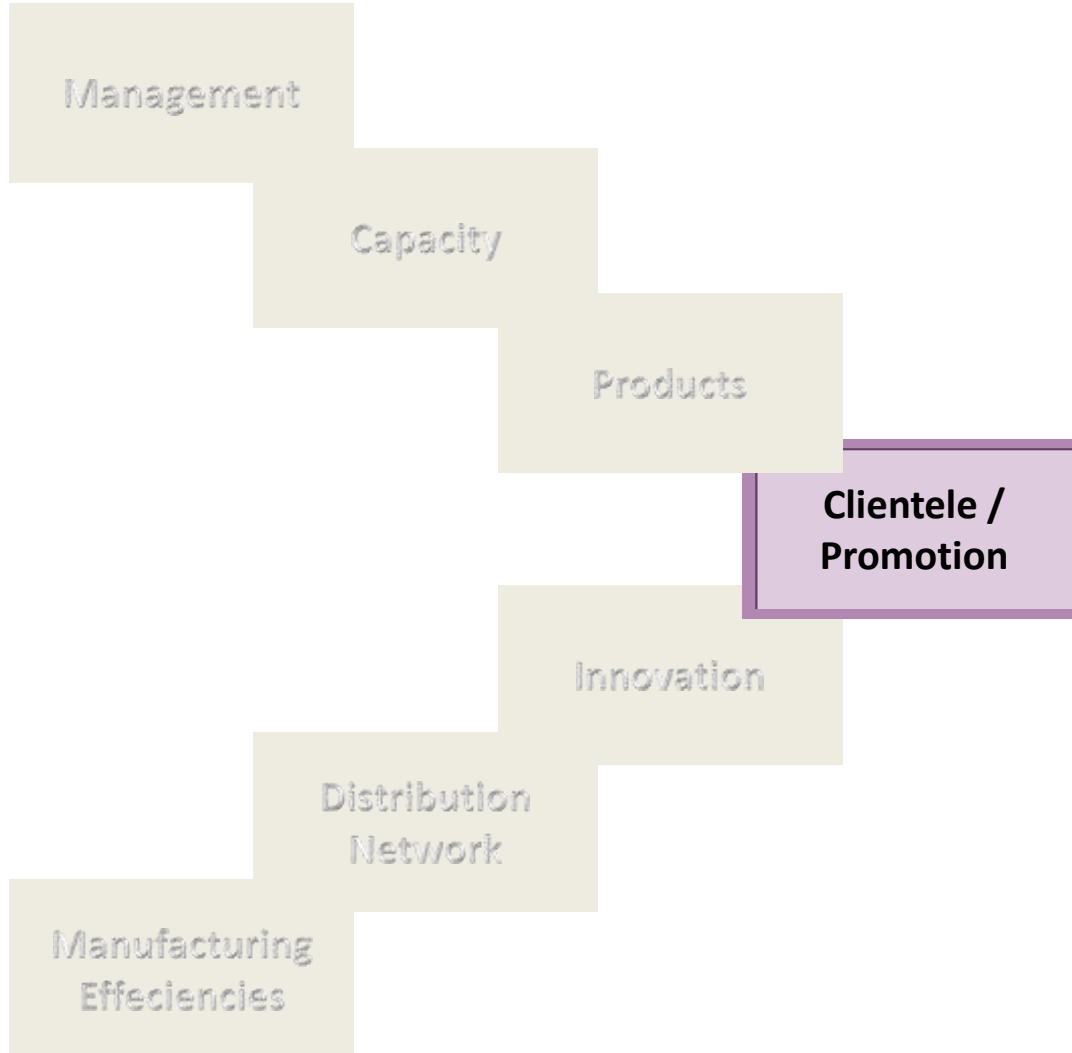 Management
Capacity
Products
Clientele /
Promotion
Innovation
Distribution
Network
Manufacturing
Effeciencies